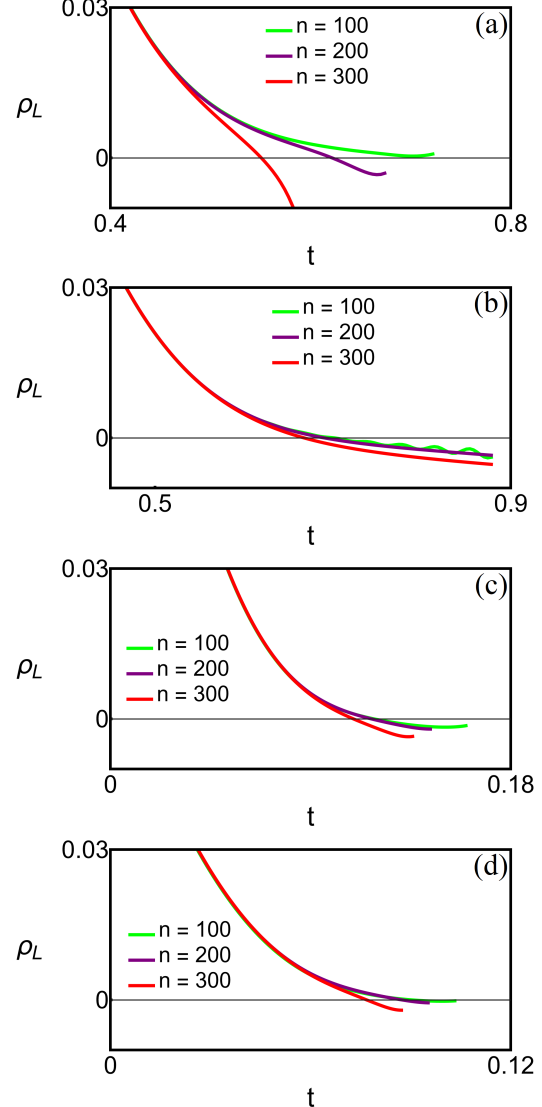 0.03
(a)
n = 100
n = 200
n = 300
ρL
0
0.4
0.8
t
0.03
(b)
n = 100
n = 200
n = 300
ρL
0
0.5
0.9
t
0.03
(c)
n = 100
n = 200
n = 300
ρL
0
0
0.18
t
0.03
(d)
n = 100
n = 200
n = 300
ρL
0
0
0.12
t